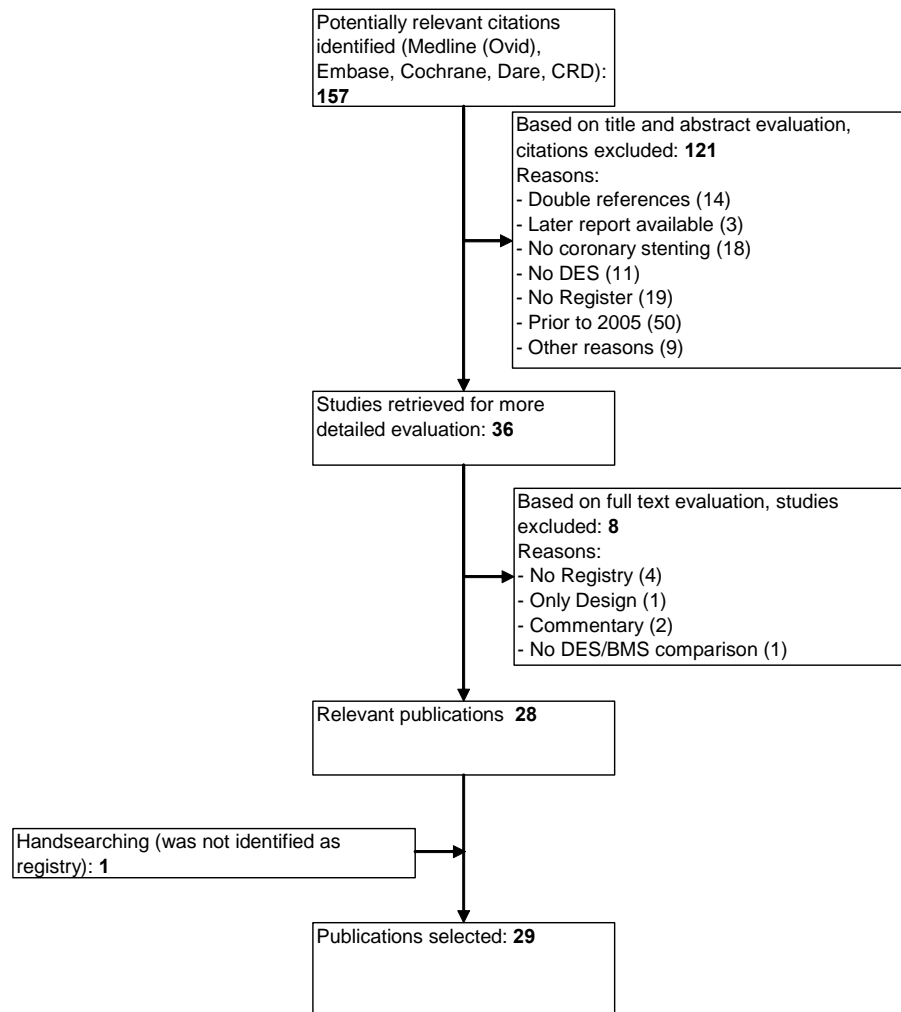 Potentially relevant citations
identified (Medline (Ovid),
Embase, Cochrane, Dare, CRD):
157
Based on title and abstract evaluation,
citations excluded: 121
Reasons:
- Double references (14)
- Later report available (3)
- No coronary stenting (18)
- No DES (11)
- No Register (19)
- Prior to 2005 (50)
- Other reasons (9)
Studies retrieved for more
detailed evaluation: 36
Based on full text evaluation, studies
excluded: 8
Reasons:
- No Registry (4)
- Only Design (1)
- Commentary (2)
- No DES/BMS comparison (1)
Relevant publications 28
Handsearching (was not identified as
registry): 1
Publications selected: 29